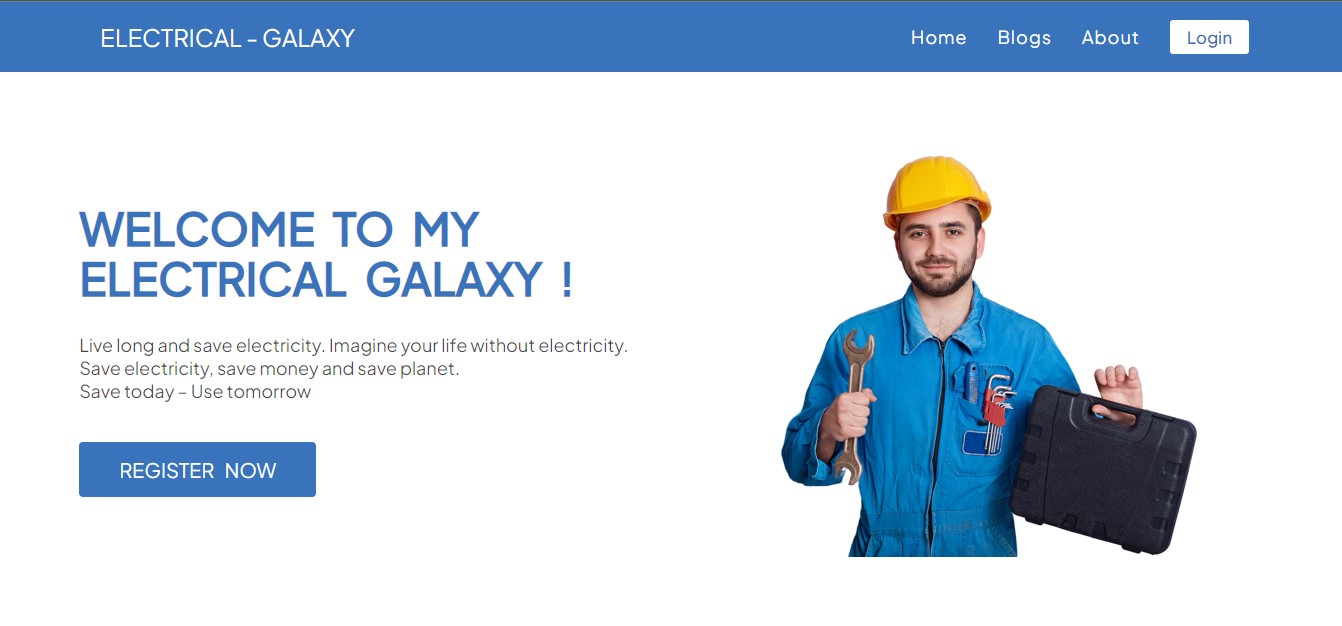 ELECTRICAL - GALAXY
Home Blogs About Login
WELCOME TO MY
ELECTRICAL GALAXY !
Live long and save electricity. Imagine your life without electricity.
Save electricity, save money and save planet.
Save today – Use tomorrow
REGISTER NOW